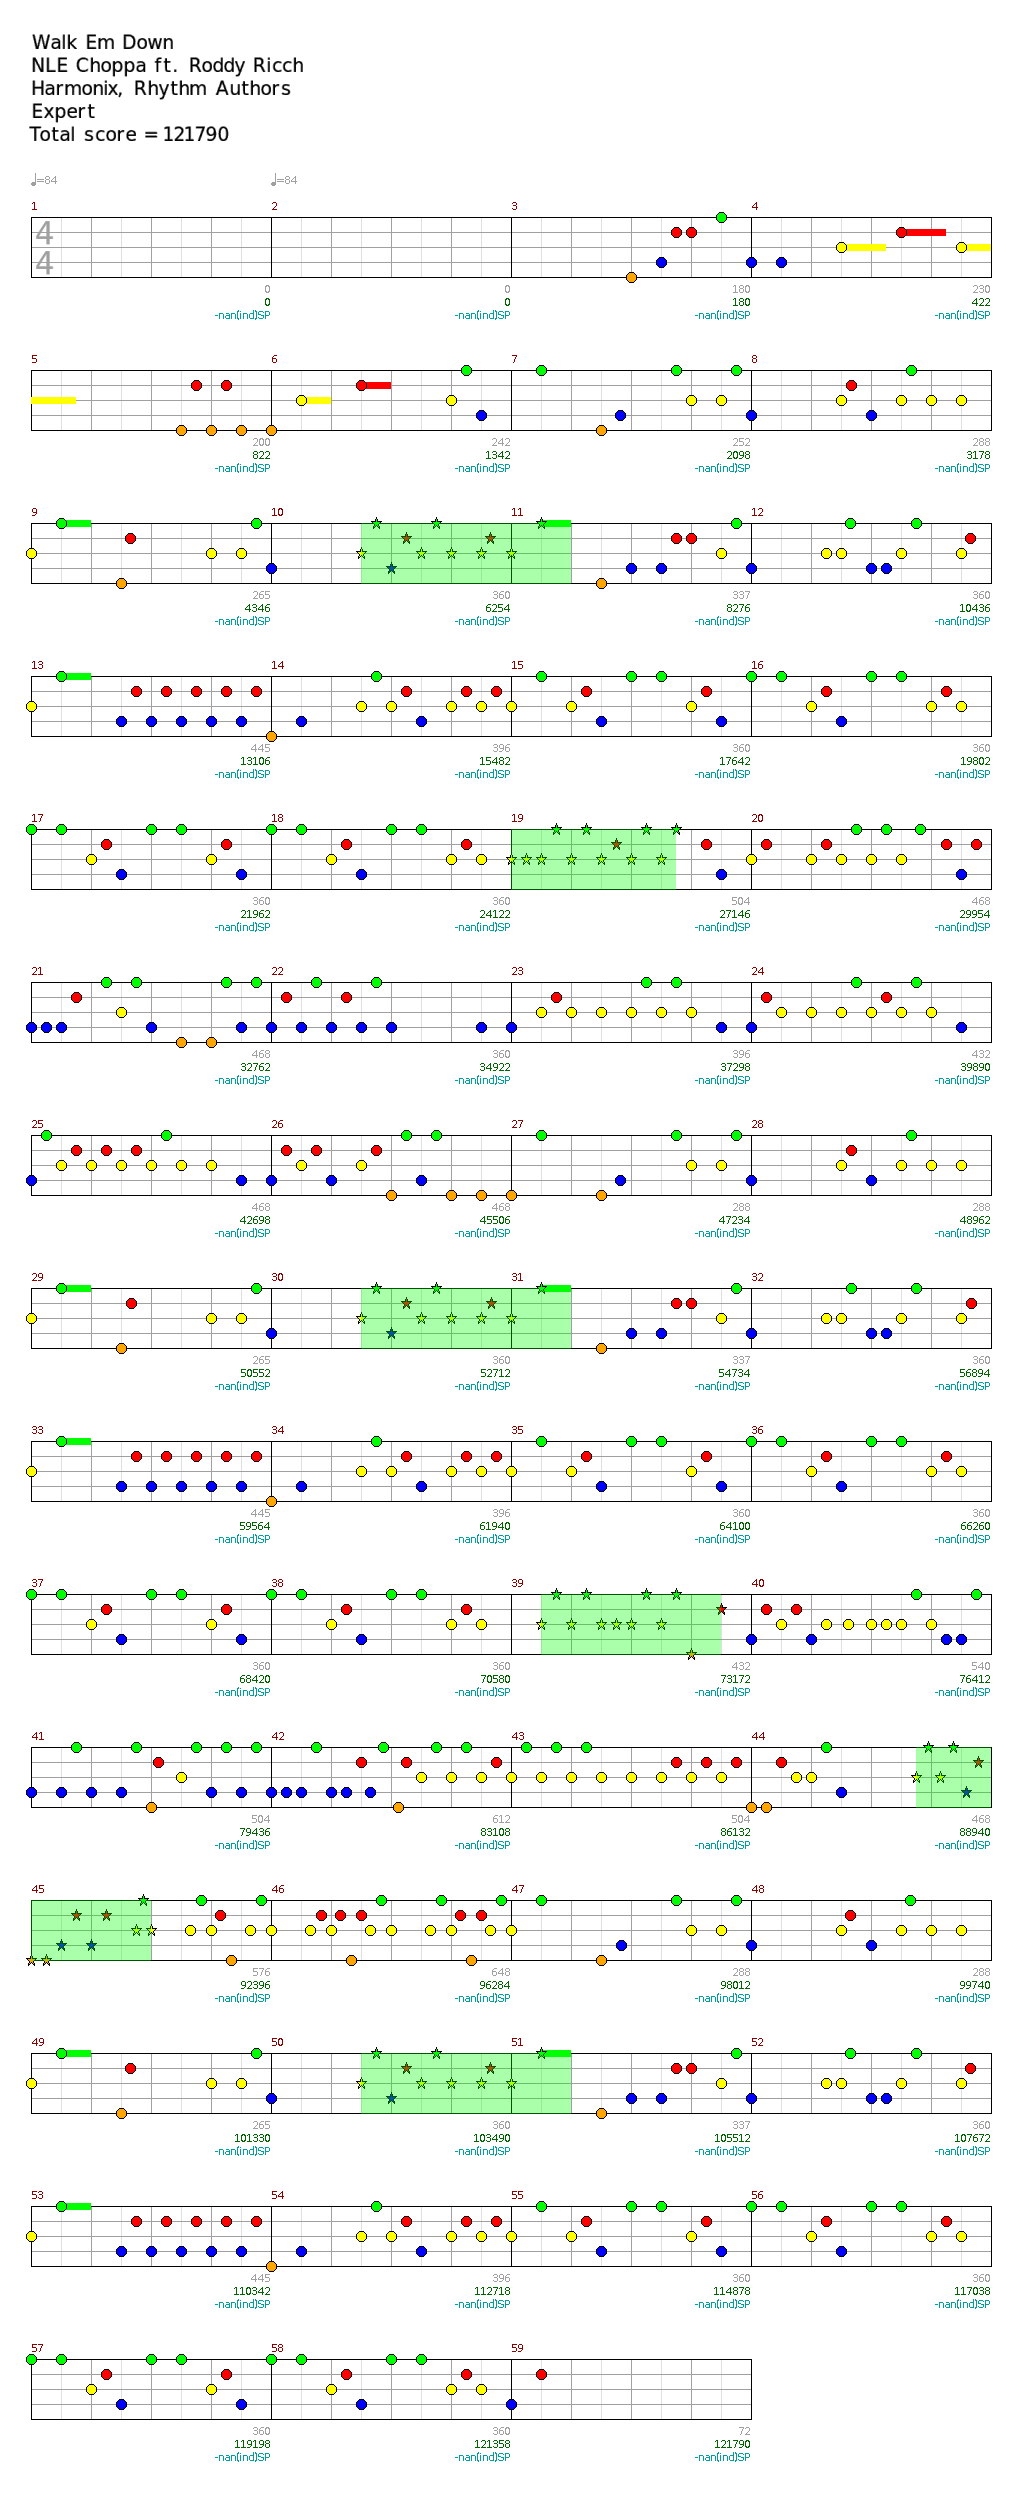 Walk Em Down
NLE Choppa ft. Roddy Ricch
Harmonix, Rhythm Authors
Expert
Total score = 121790
♩=84 ♩=84
1 2 3 4
4
4
0 0 180 230
0 0 180 422
-nan(ind)SP -nan(ind)SP -nan(ind)SP -nan(ind)SP
5 6 7 8
200 242 252 288
822 1342 2098 3178
-nan(ind)SP -nan(ind)SP -nan(ind)SP -nan(ind)SP
9 10 11 12
265 360 337 360
4346 6254 8276 10436
-nan(ind)SP -nan(ind)SP -nan(ind)SP -nan(ind)SP
13 14 15 16
445 396 360 360
13106 15482 17642 19802
-nan(ind)SP -nan(ind)SP -nan(ind)SP -nan(ind)SP
17 18 19 20
360 360 504 468
21962 24122 27146 29954
-nan(ind)SP -nan(ind)SP -nan(ind)SP -nan(ind)SP
21 22 23 24
468 360 396 432
32762 34922 37298 39890
-nan(ind)SP -nan(ind)SP -nan(ind)SP -nan(ind)SP
25 26 27 28
468 468 288 288
42698 45506 47234 48962
-nan(ind)SP -nan(ind)SP -nan(ind)SP -nan(ind)SP
29 30 31 32
265 360 337 360
50552 52712 54734 56894
-nan(ind)SP -nan(ind)SP -nan(ind)SP -nan(ind)SP
33 34 35 36
445 396 360 360
59564 61940 64100 66260
-nan(ind)SP -nan(ind)SP -nan(ind)SP -nan(ind)SP
37 38 39 40
360 360 432 540
68420 70580 73172 76412
-nan(ind)SP -nan(ind)SP -nan(ind)SP -nan(ind)SP
41 42 43 44
504 612 504 468
79436 83108 86132 88940
-nan(ind)SP -nan(ind)SP -nan(ind)SP -nan(ind)SP
45 46 47 48
576 648 288 288
92396 96284 98012 99740
-nan(ind)SP -nan(ind)SP -nan(ind)SP -nan(ind)SP
49 50 51 52
265 360 337 360
101330 103490 105512 107672
-nan(ind)SP -nan(ind)SP -nan(ind)SP -nan(ind)SP
53 54 55 56
445 396 360 360
110342 112718 114878 117038
-nan(ind)SP -nan(ind)SP -nan(ind)SP -nan(ind)SP
57 58 59
360 360 72
119198 121358 121790
-nan(ind)SP -nan(ind)SP -nan(ind)SP